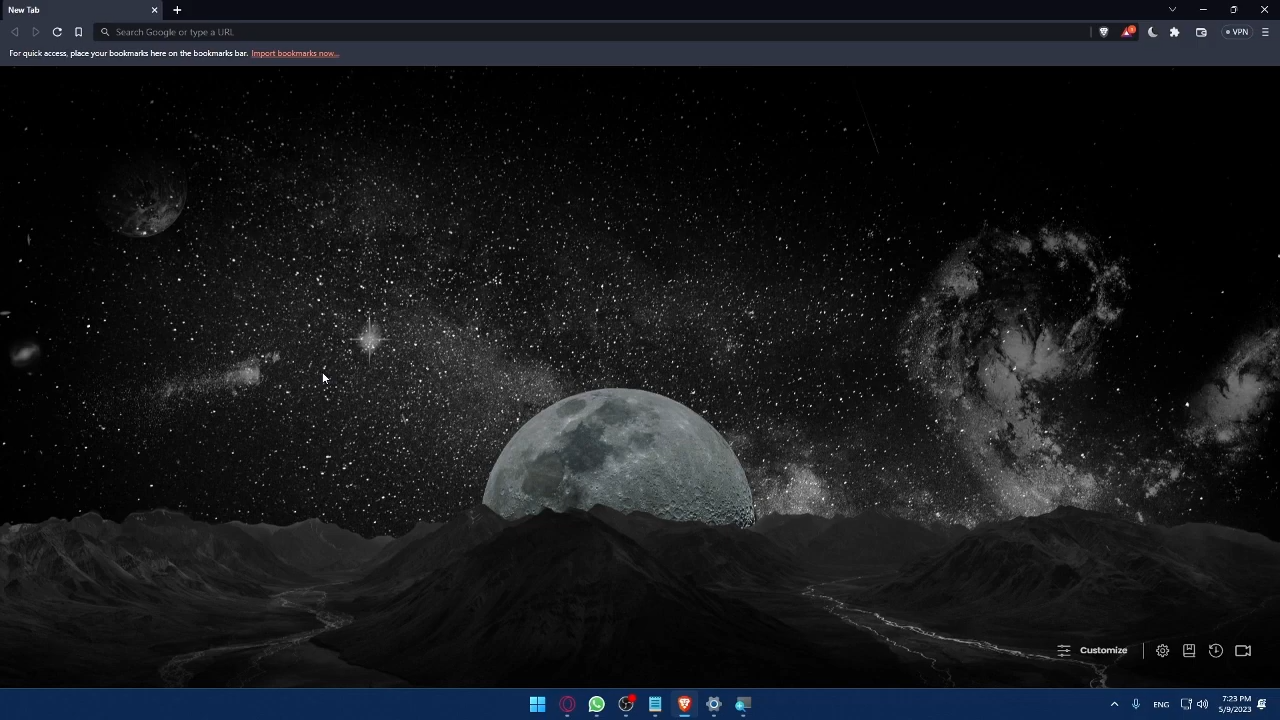 New Tab
Search Google or type a URL
1
VPN
For quick access, place your bookmarks here on the bookmarks bar. Import bookmarks now...
Customize
ENG
7:23 PM
5/9/2023